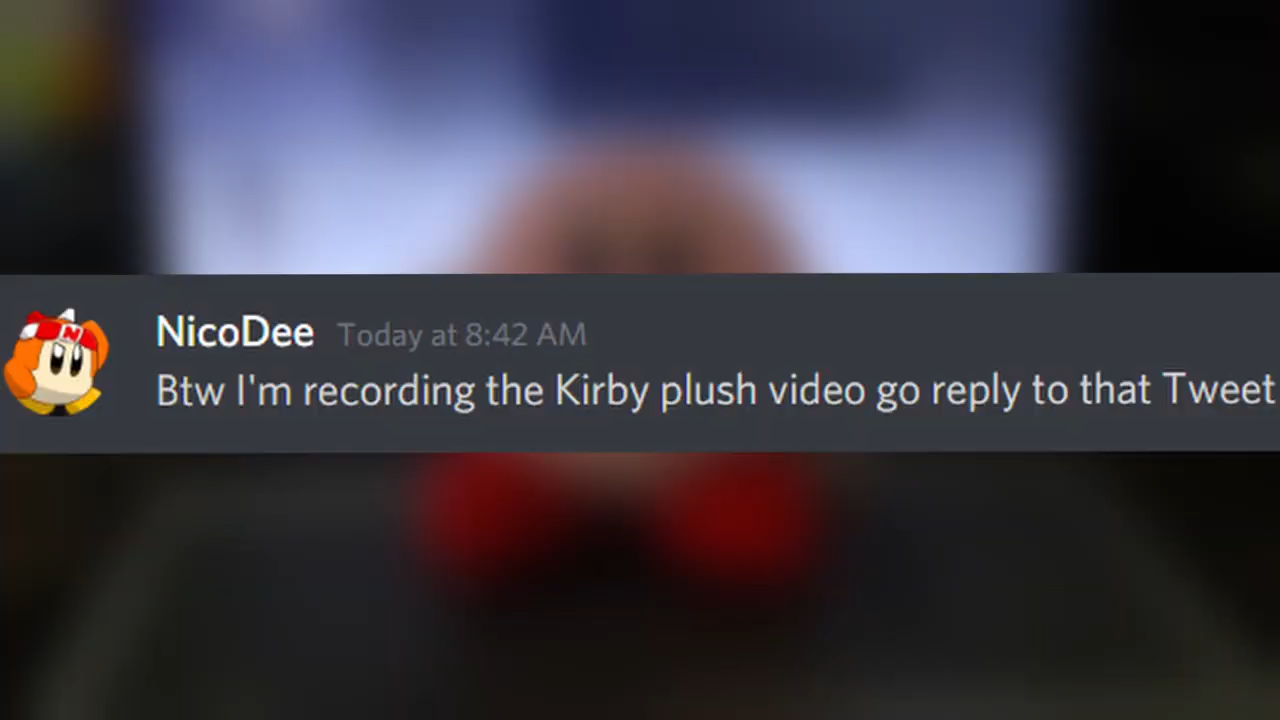 N
NicoDee Today at 8:42 AM
Btw I'm recording the Kirby plush video go reply to that Tweet